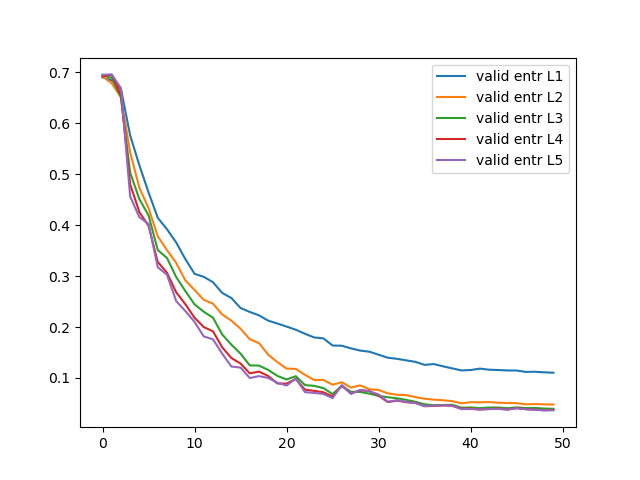 0.7
0.6
0.5
0.4
0.3
0.2
0.1
0
10
20
30
40
50
valid entr L1
valid entr L2
valid entr L3
valid entr L4
valid entr L5